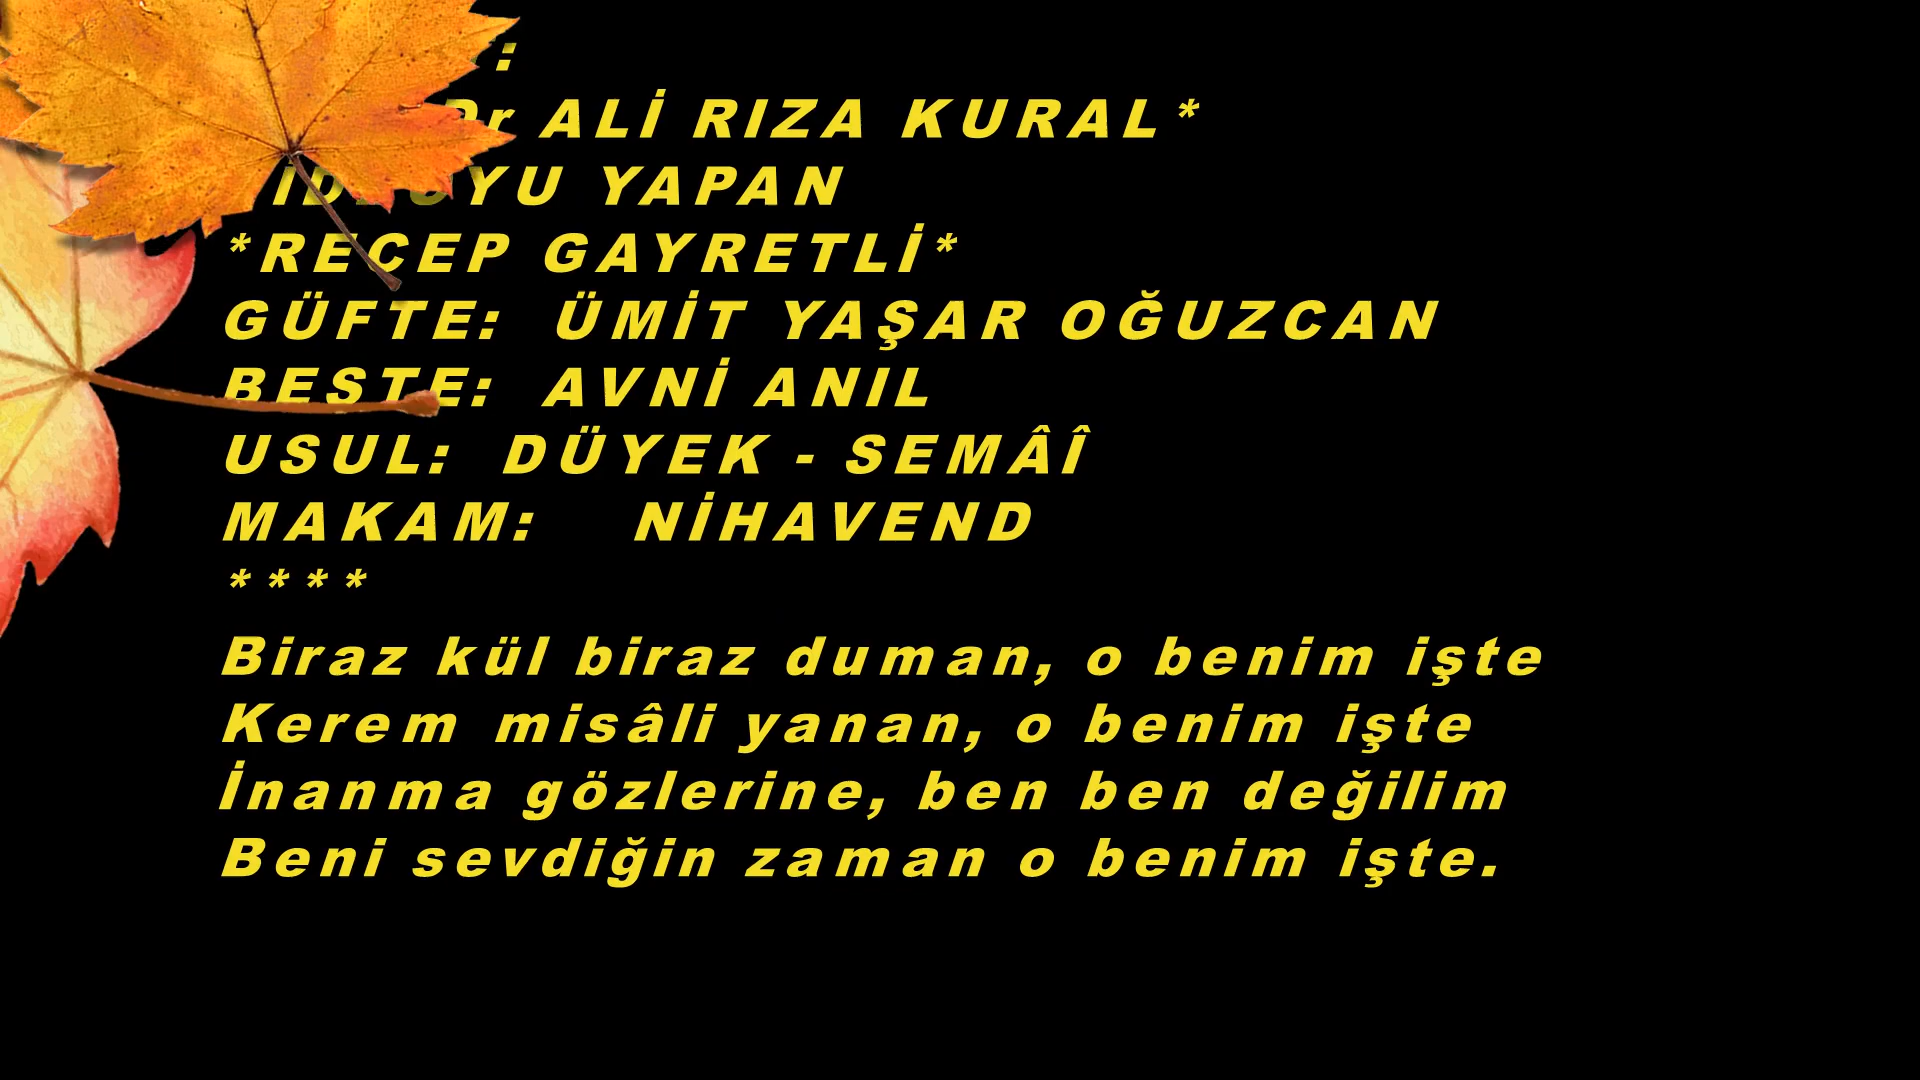 :
Dr ALİ RIZA KURAL*
YAPAN
*RECEP GAYRETLİ*
GÜFTE: ÜMİT YAŞAR OĞUZCAN
BESTE: AVNİ ANIL
USUL: DÜYEK - SEMÂÎ
MAKAM: NİHAVEND
****
Biraz kül biraz duman, o benim işte
Kerem misâli yanan, o benim işte
İnanma gözlerine, ben ben değilim
Beni sevdiğin zaman o benim işte.